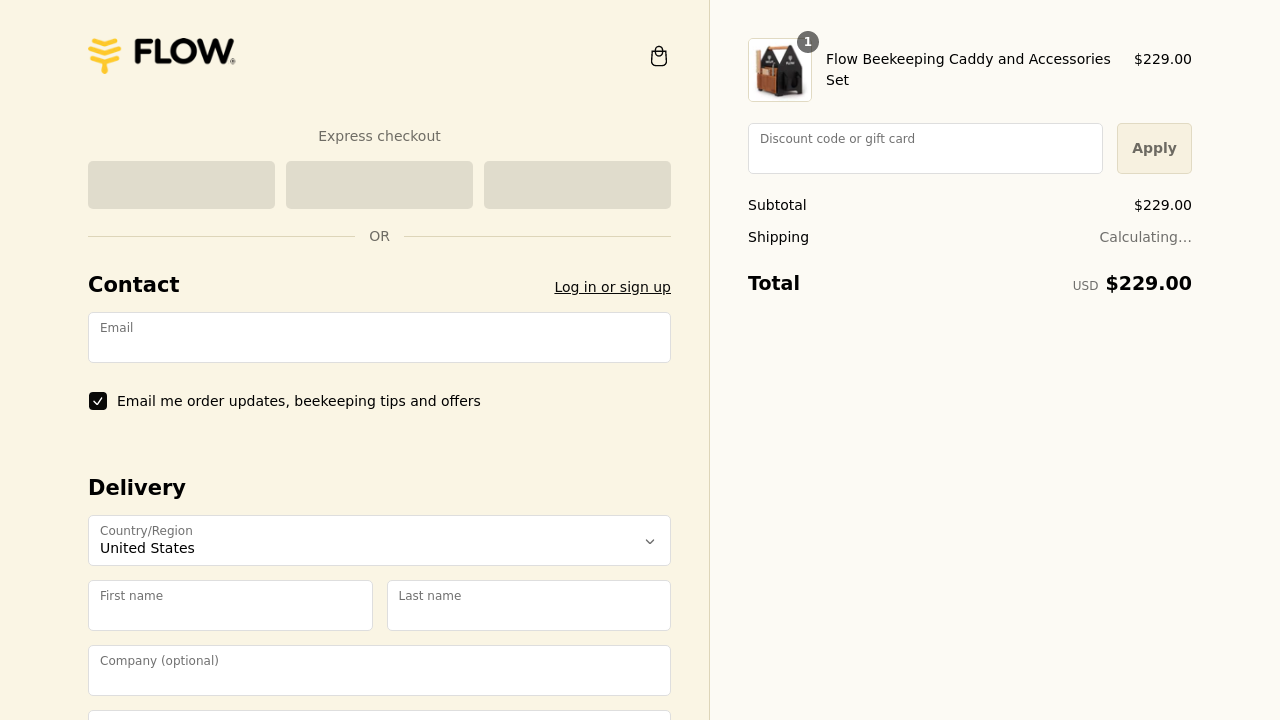 FLOW
Express checkout
OR
Contact
Log in or sign up
Email
Email me order updates, beekeeping tips and offers
Delivery
Country/Region
United States
First name
Last name
Company (optional)
1
Flow Beekeeping Caddy and Accessories
Set
$229.00
Discount code or gift card
Apply
Subtotal
$229.00
Shipping
Calculating...
Total
USD $229.00